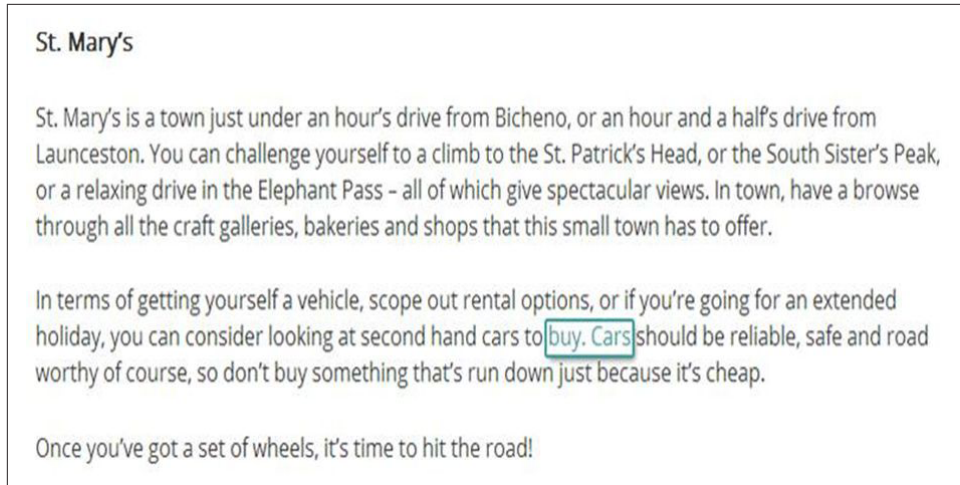 St. Mary's
St. Mary's is a town just under an hour's drive from Bicheno, or an hour and a half's drive from
Launceston. You can challenge yourself to a climb to the St. Patrick's Head, or the South Sister's Peak,
or a relaxing drive in the Elephant Pass – all of which give spectacular views. In town, have a browse
through all the craft galleries, bakeries and shops that this small town has to offer.
In terms of getting yourself a vehicle, scope out rental options, or if you're going for an extended
holiday, you can consider looking at second hand cars to buy. Cars should be reliable, safe and road
worthy of course, so don't buy something that's run down just because it's cheap.
Once you've got a set of wheels, it's time to hit the road!